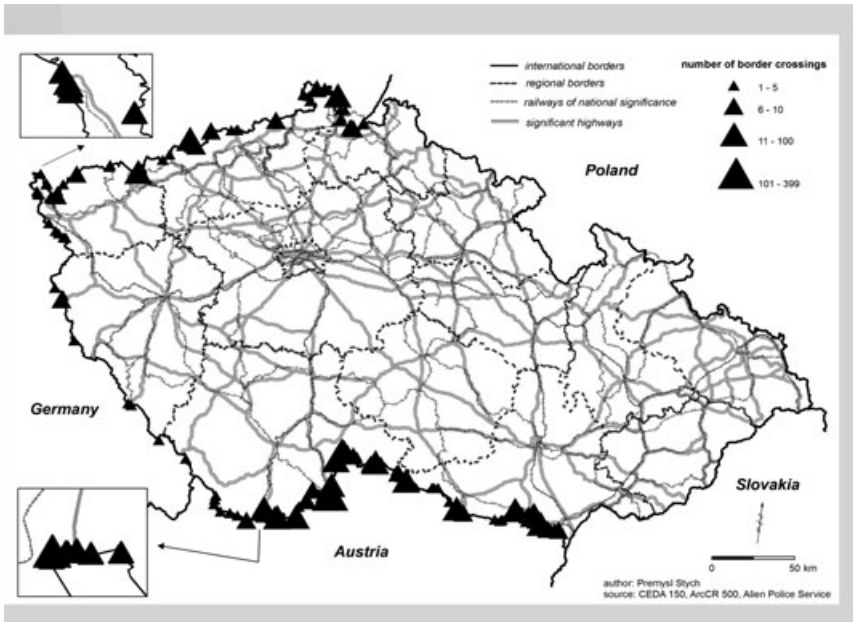 international borders
regional borders
railways of national significance
significant highways
number of border crossings
1 - 5
6 - 10
11 - 100
101 - 399
Poland
Germany
Slovakia
Austria
0 50 km
author: Premysl Stych
source: CEDA 150, ArcCR 500, Alien Police Service